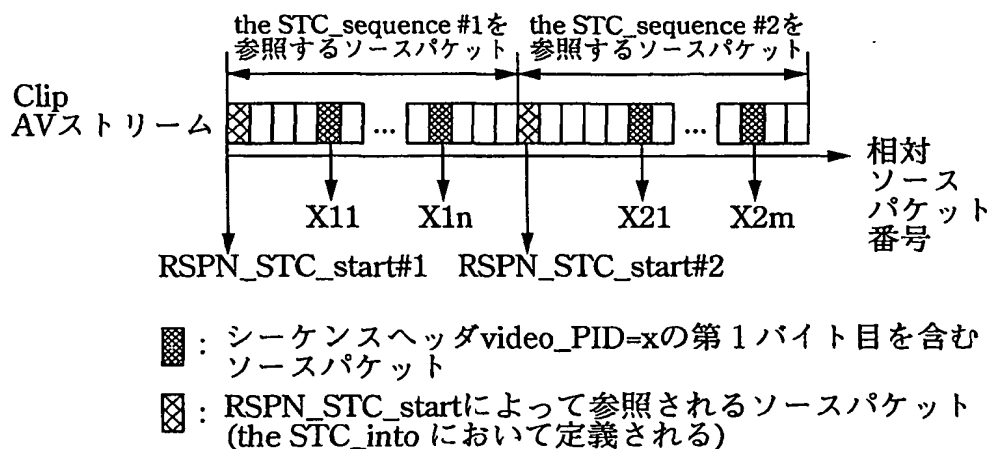 the STC_sequence #1を
参照するソースパケット
the STC_sequence #2を
参照するソースパケット
Clip
AVストリーム
...
...
相対
ソース
パケット
番号
X11
X1n
X21
X2m
RSPN_STC_start#1
RSPN_STC_start#2
: シーケンスヘッダvideo_PID=xの第１バイト目を含む
ソースパケット
: RSPN_STC_startによって参照されるソースパケット
(the STC_into において定義される)